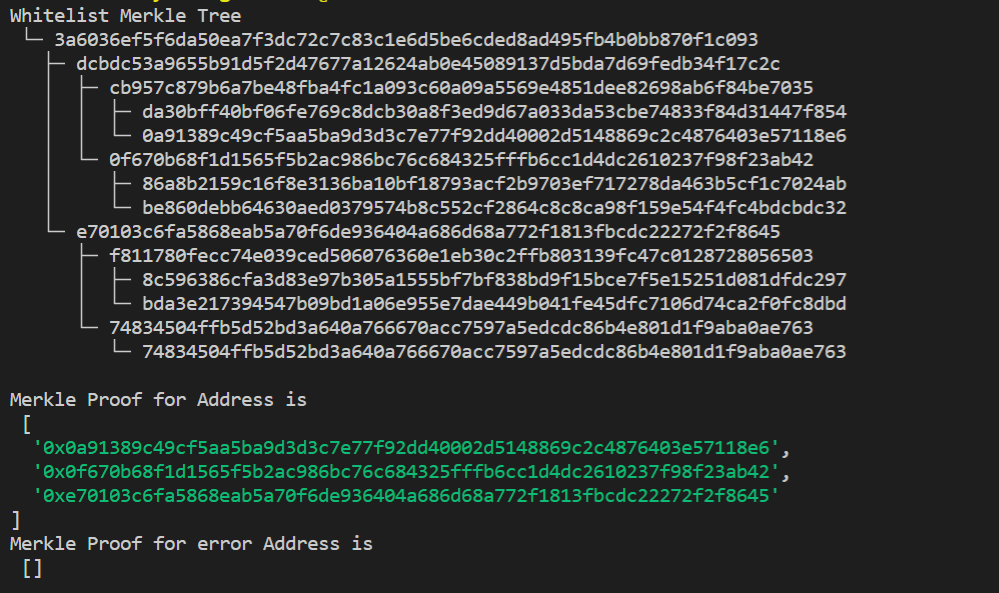 Whitelist Merkle Tree
└─ 3a6036ef5f6da50ea7f3dc72c7c83c1e6d5be6cded8ad495fb4b0bb870f1c093
├─ dcbdc53a9655b91d5f2d47677a12624ab0e45089137d5bda7d69fedb34f17c2c
│ ├─ cb957c879b6a7be48fba4fc1a093c60a09a5569e4851dee82698ab6f84be7035
│ │ ├─ da30bff40bf06fe769c8dcb30a8f3ed9d67a033da53cbe74833f84d31447f854
│ │ └─ 0a91389c49cf5aa5ba9d3d3c7e77f92dd40002d5148869c2c4876403e57118e6
│ └─ 0f670b68f1d1565f5b2ac986bc76c684325fffb6cc1d4dc2610237f98f23ab42
│ ├─ 86a8b2159c16f8e3136ba10bf18793acf2b9703ef717278da463b5cf1c7024ab
│ └─ be860debb64630aed0379574b8c552cf2864c8c8ca98f159e54f4fc4bdcbdc32
└─ e70103c6fa5868eab5a70f6de936404a686d68a772f1813fbcdc22272f2f8645
├─ f811780fecc74e039ced506076360e1eb30c2ffb803139fc47c0128728056503
│ ├─ 8c596386cfa3d83e97b305a1555bf7bf838bd9f15bce7f5e15251d081dfdc297
│ └─ bda3e217394547b09bd1a06e955e7dae449b041fe45dfc7106d74ca2f0fc8dbd
└─ 74834504ffb5d52bd3a640a766670acc7597a5edcdc86b4e801d1f9aba0ae763
└─ 74834504ffb5d52bd3a640a766670acc7597a5edcdc86b4e801d1f9aba0ae763
Merkle Proof for Address is
[
'0x0a91389c49cf5aa5ba9d3d3c7e77f92dd40002d5148869c2c4876403e57118e6',
'0x0f670b68f1d1565f5b2ac986bc76c684325fffb6cc1d4dc2610237f98f23ab42',
'0xe70103c6fa5868eab5a70f6de936404a686d68a772f1813fbcdc22272f2f8645'
]
Merkle Proof for error Address is
[]